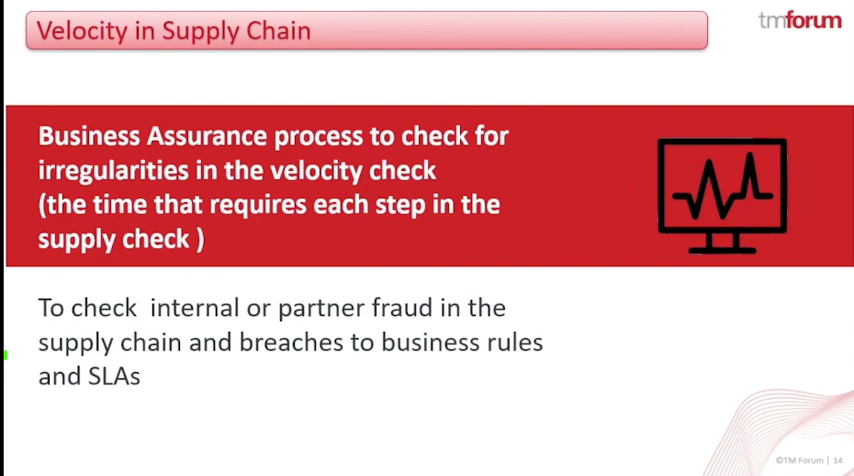 Velocity in Supply Chain
tmforum
Business Assurance process to check for
irregularities in the velocity check
(the time that requires each step in the
supply check )
To check  internal or partner fraud in the
supply chain and breaches to business rules
and SLAs
©TM Forum | 14